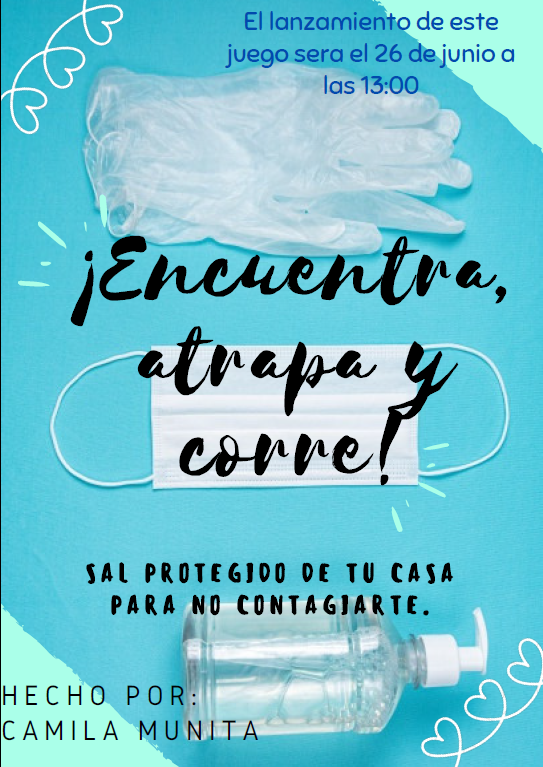 El lanzamiento de este
juego sera el 26 de junio a
las 13:00
¡Encuentra,
atrapa y
corre!
SAL PROTEGIDO DE TU CASA
PARA NO CONTAGIARTE.
HECHO POR:
CAMILA MUNITA